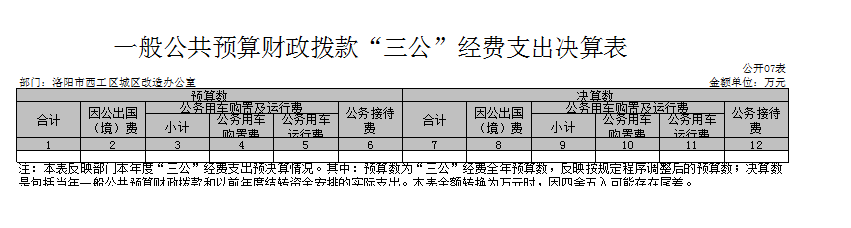 一般公共预算财政拨款“三公”经费支出决算表
公开07表
部门：洛阳市西工区城区改造办公室 金额单位：万元
预算数 决算数
合计 因公出国（境）费 公务用车购置及运行费 公务接待费 合计 因公出国（境）费 公务用车购置及运行费 公务接待费
小计 公务用车购置费 公务用车运行费 小计 公务用车购置费 公务用车运行费
1 2 3 4 5 6 7 8 9 10 11 12
注：本表反映部门本年度“三公”经费支出预决算情况。其中：预算数为“三公”经费全年预算数，反映按规定程序调整后的预算数；决算数
是包括当年一般公共预算财政拨款和以前年度结转资金安排的实际支出。本表金额转换为万元时，因四舍五入可能存在尾差。